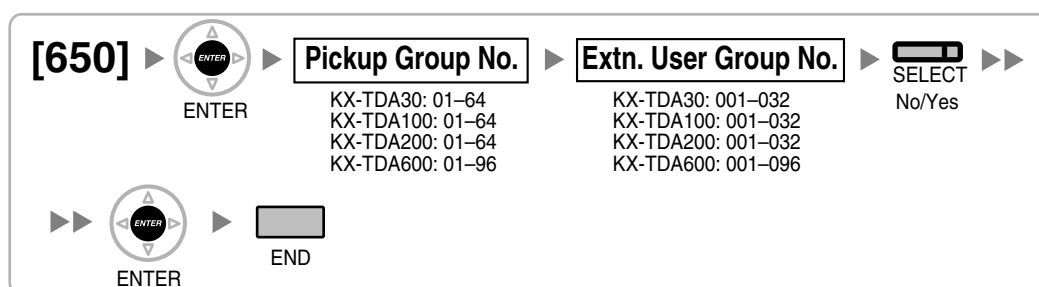 [650] ENTER Pickup Group No. Extn. User Group No. SELECT
ENTER No/Yes
KX-TDA30: 01–64 KX-TDA30: 001–032
KX-TDA100: 01–64 KX-TDA100: 001–032
KX-TDA200: 01–64 KX-TDA200: 001–032
KX-TDA600: 01–96 KX-TDA600: 001–096
ENTER
END
ENTER